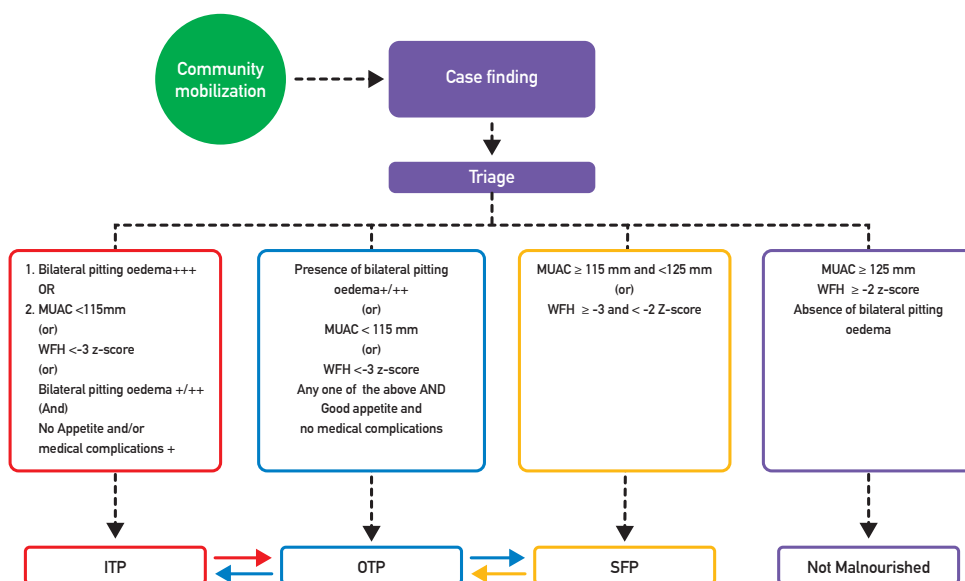 Community
mobilization
Case finding
Triage
1. Bilateral pitting oedema+++
OR
2. MUAC <115mm
(or)
WFH <-3 z-score
(or)
Bilateral pitting oedema +/++
(And)
No Appetite and/or
medical complications +
Presence of bilateral pitting
oedema+/++
(or)
MUAC < 115 mm
(or)
WFH <-3 z-score
Any one of the above AND
Good appetite and
no medical complications
MUAC ≥ 115 mm and <125 mm
(or)
WFH ≥ -3 and < -2 Z-score
MUAC ≥ 125 mm
WFH ≥ -2 z-score
Absence of bilateral pitting
oedema
ITP
OTP
SFP
Not Malnourished